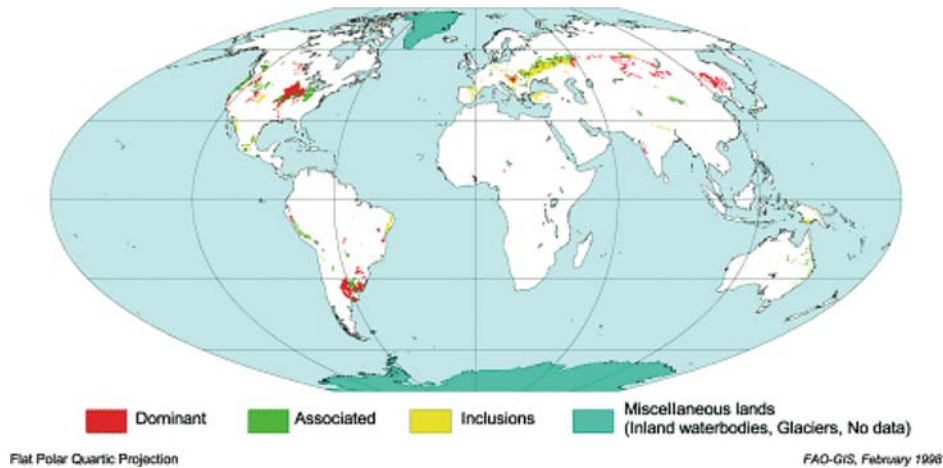 Dominant
Associated
Inclusions
Miscellaneous lands
(Inland waterbodies, Glaciers, No data)
Flat Polar Quartic Projection
FAO-GIS, February 1998